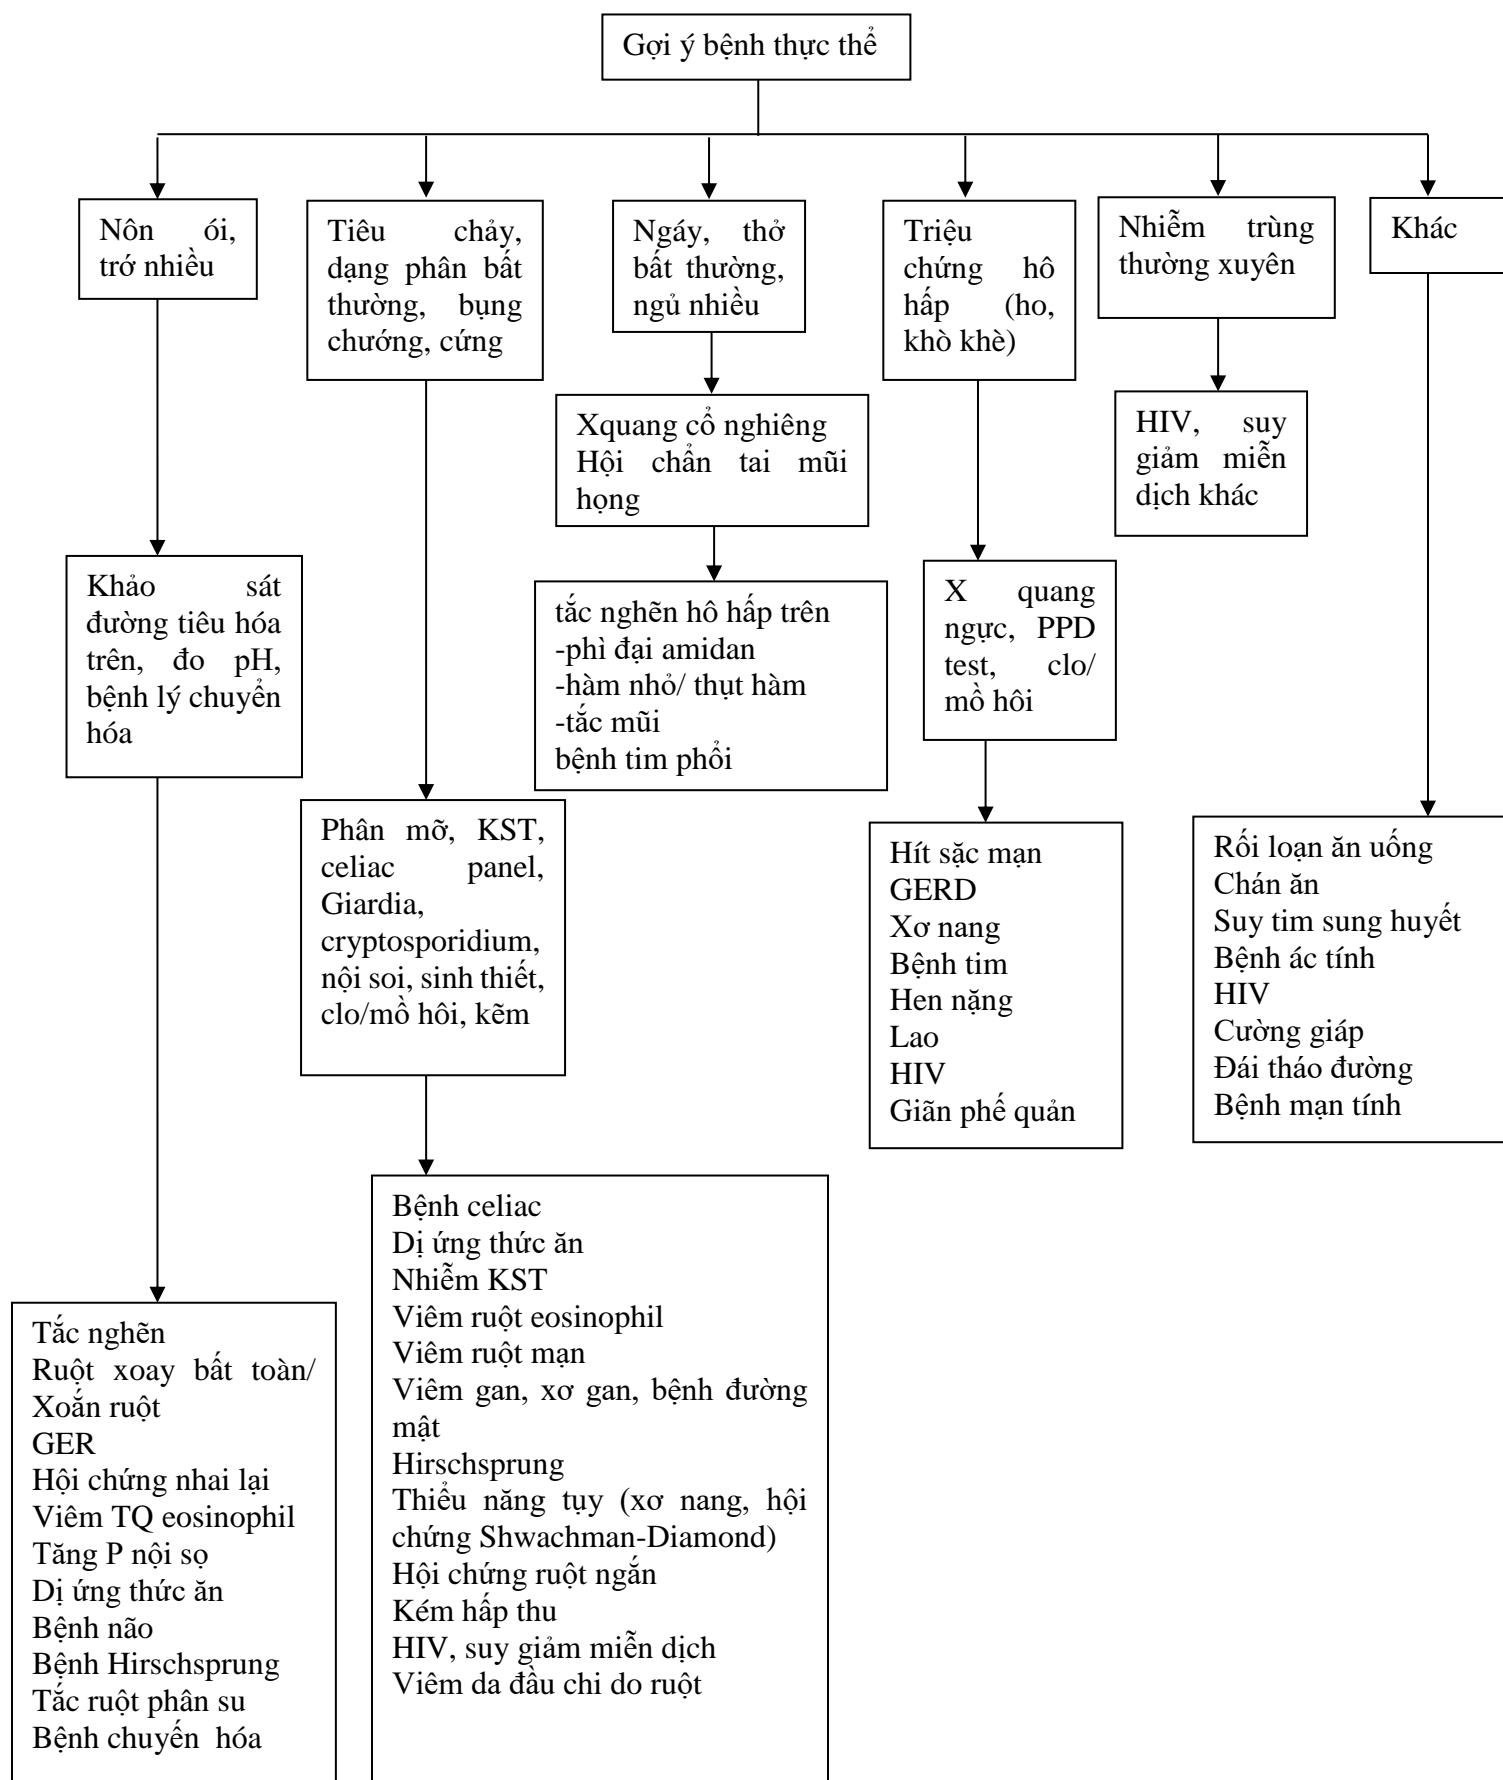 Gợi ý bệnh thực thể
Nôn ói,
trớ nhiều
Tiêu chảy,
dạng phân bất
thường, bụng
chướng, cứng
Ngáy, thở
bất thường,
ngủ nhiều
Triệu
chứng hô
hấp (ho,
khò khè)
Nhiễm trùng
thường xuyên
Khác
Xquang cổ nghiêng
Hội chẩn tai mũi
họng
HIV, suy
giảm miễn
dịch khác
Khảo sát
đường tiêu hóa
trên, đo pH,
bệnh lý chuyển
hóa
tắc nghẽn hô hấp trên
-phì đại amidan
-hàm nhỏ/ thụt hàm
-tắc mũi
bệnh tim phổi
X quang
ngực, PPD
test, clo/
mồ hôi
Phân mỡ, KST,
celiac panel,
Giardia,
cryptosporidium,
nội soi, sinh thiết,
clo/mồ hôi, kẽm
Hít sặc mạn
GERD
Xơ nang
Bệnh tim
Hen nặng
Lao
HIV
Giãn phế quản
Rối loạn ăn uống
Chán ăn
Suy tim sung huyết
Bệnh ác tính
HIV
Cường giáp
Đái tháo đường
Bệnh mạn tính
Tắc nghẽn
Ruột xoay bất toàn/
Xoắn ruột
GER
Hội chứng nhai lại
Viêm TQ eosinophil
Tăng P nội sọ
Dị ứng thức ăn
Bệnh não
Bệnh Hirschsprung
Tắc ruột phân su
Bệnh chuyến hóa
Bệnh celiac
Dị ứng thức ăn
Nhiễm KST
Viêm ruột eosinophil
Viêm ruột mạn
Viêm gan, xơ gan, bệnh đường
mật
Hirschsprung
Thiểu năng tụy (xơ nang, hội
chứng Shwachman-Diamond)
Hội chứng ruột ngắn
Kém hấp thu
HIV, suy giảm miễn dịch
Viêm da đầu chi do ruột